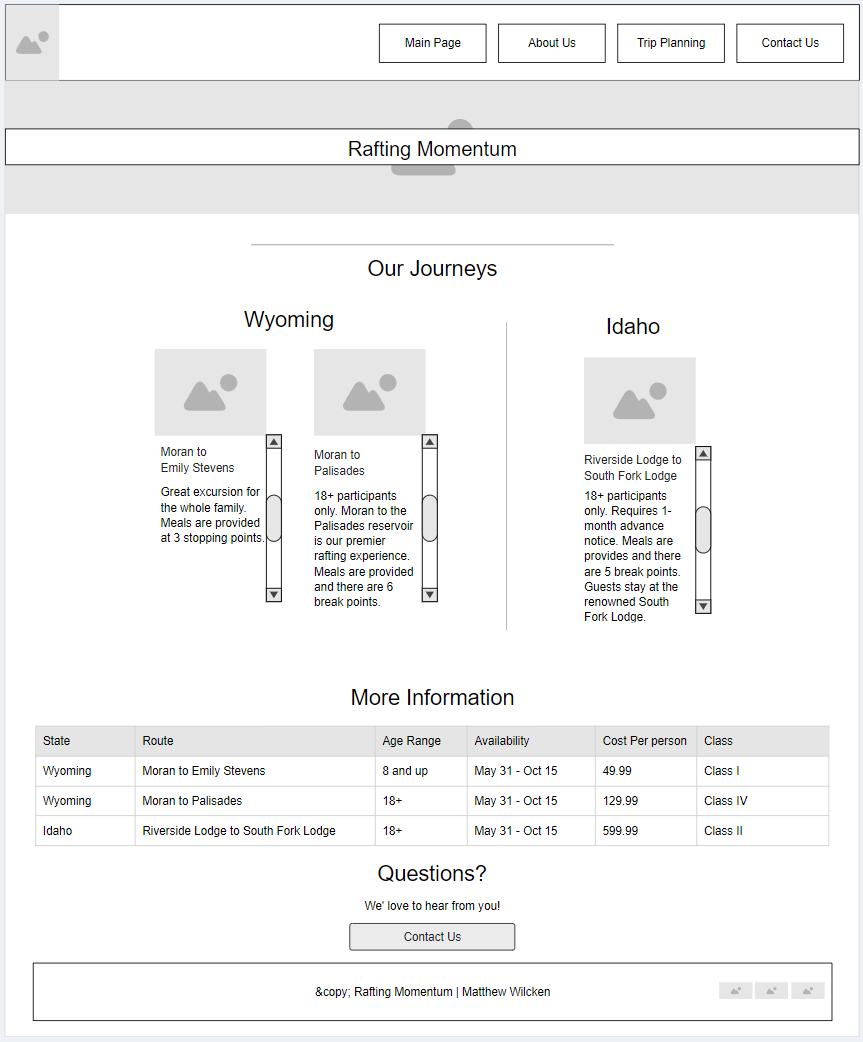 Main Page
About Us
Trip Planning
Contact Us
Rafting Momentum
Our Journeys
Wyoming
Idaho
Moran to
Emily Stevens
Great excursion for
the whole family.
Meals are provided
at 3 stopping points.
Moran to
Palisades
18+ participants
only. Moran to the
Palisades reservoir
is our premier
rafting experience.
Meals are provided
and there are 6
break points.
Riverside Lodge to
South Fork Lodge
18+ participants
only. Requires 1-
month advance
notice. Meals are
provides and there
are 5 break points.
Guests stay at the
renowned South
Fork Lodge.
More Information
State Route Age Range Availability Cost Per person Class
Wyoming Moran to Emily Stevens 8 and up May 31 - Oct 15 49.99 Class I
Wyoming Moran to Palisades 18+ May 31 - Oct 15 129.99 Class IV
Idaho Riverside Lodge to South Fork Lodge 18+ May 31 - Oct 15 599.99 Class II
Questions?
We' love to hear from you!
Contact Us
&copy; Rafting Momentum | Matthew Wilcken